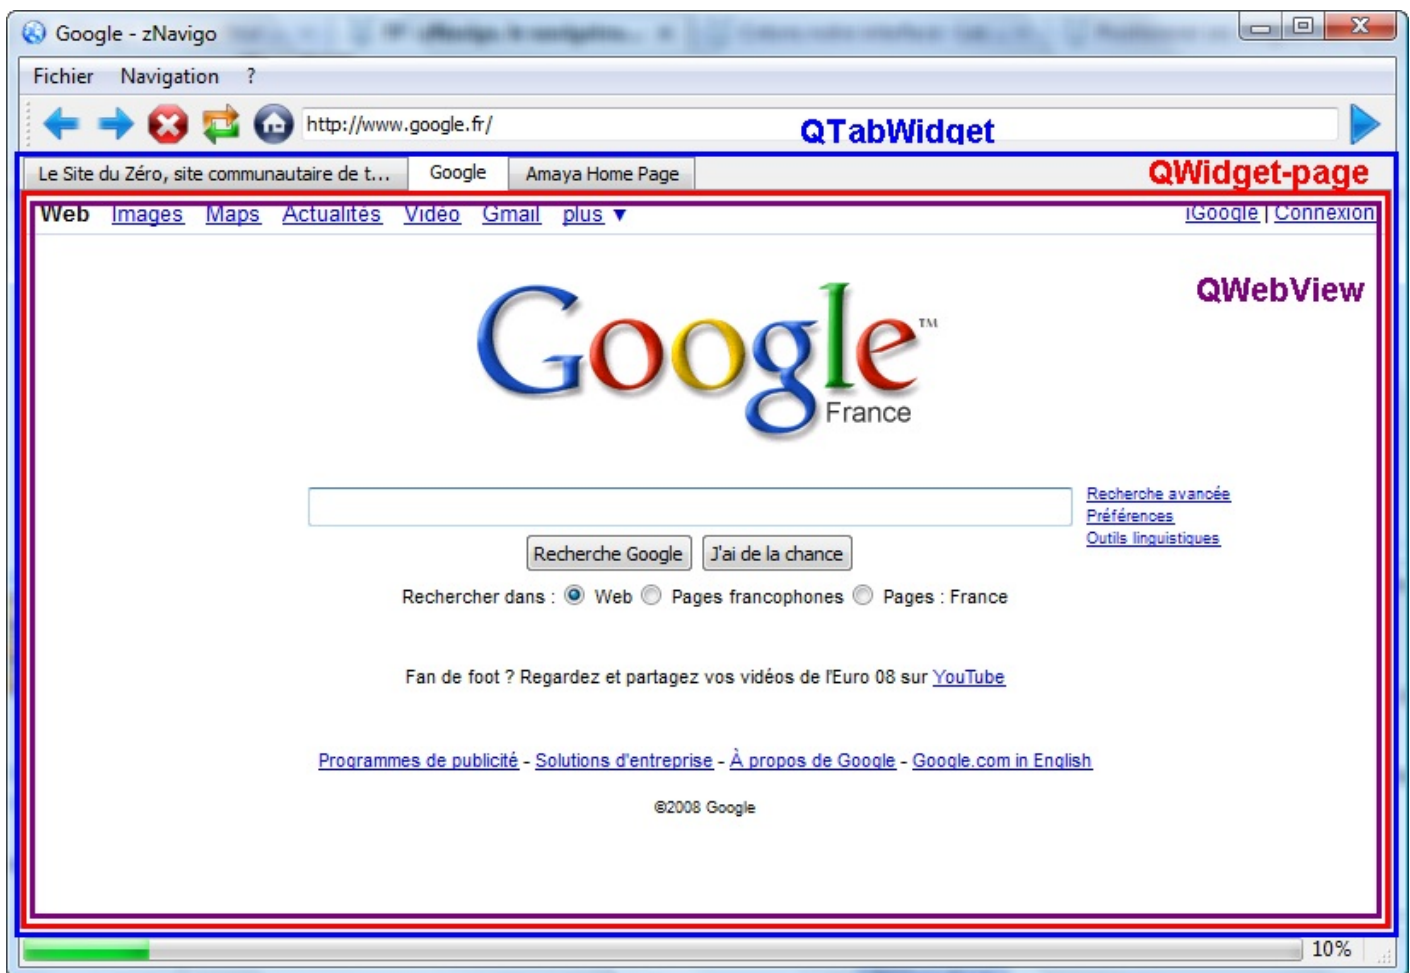 Google - zNavigo
Fichier Navigation ?
http://www.google.fr/
QTabWidget
Le Site du Zéro, site communautaire de t... Google Amaya Home Page
QWidget-page
Web Images Maps Actualités Vidéo Gmail plus ▼ iGoogle | Connexion
QWebView
Google™
France
Recherche avancée
Préférences
Outils linguistiques
Recherche Google J'ai de la chance
Rechercher dans : Web Pages francophones Pages : France
Fan de foot ? Regardez et partagez vos vidéos de l'Euro 08 sur YouTube
Programmes de publicité - Solutions d'entreprise - À propos de Google - Google.com in English
©2008 Google
10%